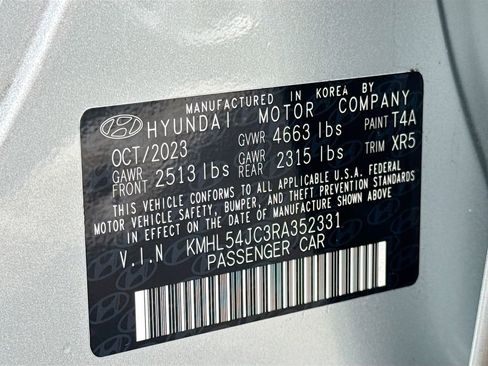 MANUFACTURED IN KOREA BY
HYUNDAI MOTOR COMPANY
OCT/2023 GVWR 4663 lbs PAINT T4A
GAWR FRONT 2513 lbs GAWR REAR 2315 lbs TRIM XR5
THIS VEHICLE CONFORMS TO ALL APPLICABLE U.S.A. FEDERAL
MOTOR VEHICLE SAFETY, BUMPER, AND THEFT PREVENTION STANDARDS
IN EFFECT ON THE DATE OF MANUFACTURE SHOWN ABOVE.
V.I.N KMHL54JC3RA352331
PASSENGER CAR